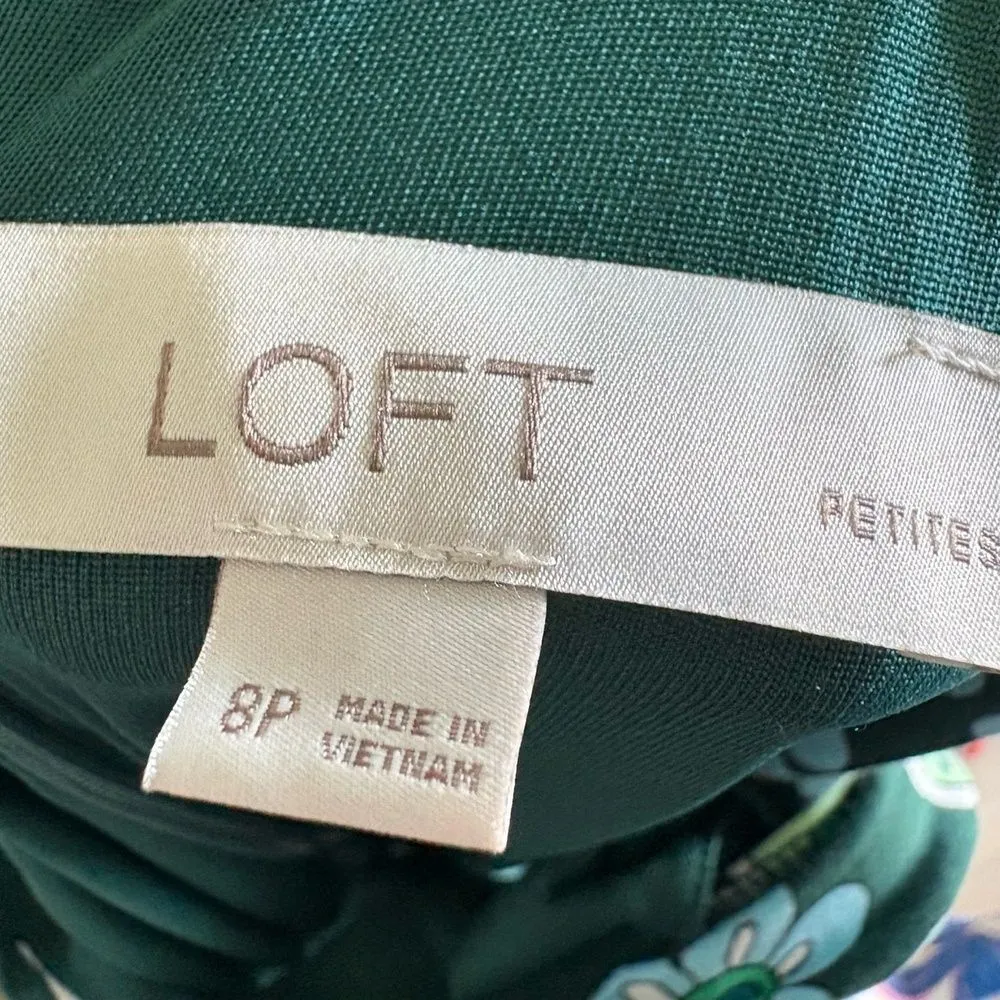 LOFT
PETITES
8P MADE IN
VIETNAM